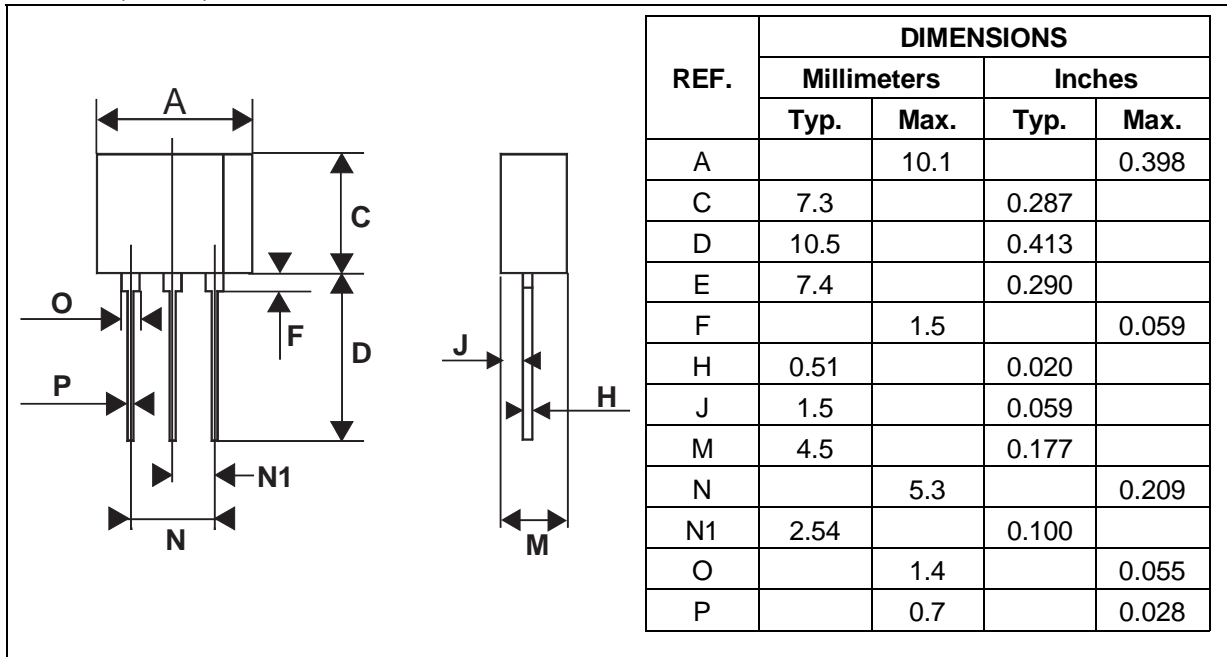 A
C
O
F
D
J
P
H
N1
N
M
DIMENSIONS
REF. Millimeters Inches
Typ. Max. Typ. Max.
A 10.1 0.398
C 7.3 0.287
D 10.5 0.413
E 7.4 0.290
F 1.5 0.059
H 0.51 0.020
J 1.5 0.059
M 4.5 0.177
N 5.3 0.209
N1 2.54 0.100
O 1.4 0.055
P 0.7 0.028